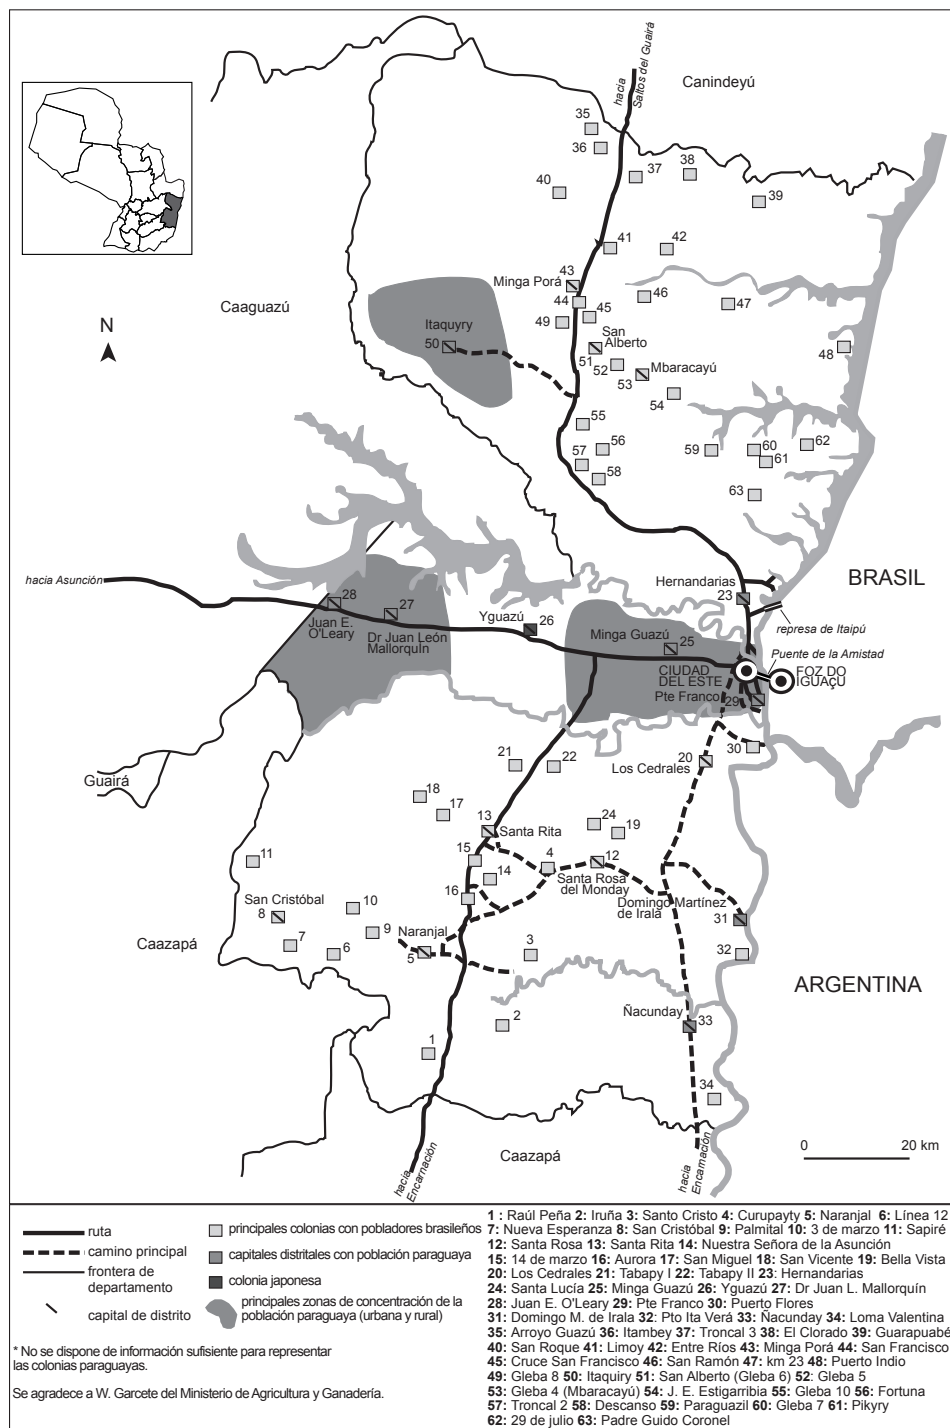 hacia
Saltos del Guairá
Canindeyú
35
36
37
38
39
40
41
42
43
Minga Porá
44
45
46
47
48
49
San
Alberto
51
52
Mbaracayú
53
54
Caaguazú
Itaquyry
50
N
55
56
57
58
59
60
61
62
63
BRASIL
Hernandarias
23
represa de Itaipú
Puente de la Amistad
FOZ DO
IGUAÇU
hacia Asunción
28
Juan E.
O'Leary
27
Dr Juan León
Mallorquín
Yguazú
26
Minga Guazú
25
CIUDAD
DEL ESTE
Pte Franco
29
30
20
Los Cedrales
21
22
Guairá
18
17
13
Santa Rita
24
19
11
15
14
4
12
Santa Rosa
del Monday
San Cristóbal
8
10
16
Domingo Martínez
de Irala
31
Caazapá
7
6
9
Naranjal
5
3
32
ARGENTINA
2
Ñacunday
33
1
34
0
20 km
Caazapá
hacia
Encarnación
hacia
Encarnación
ruta
camino principal
frontera de
departamento
capital de distrito
principales colonias con pobladores brasileños
capitales distritales con población paraguaya
colonia japonesa
principales zonas de concentración de la
población paraguaya (urbana y rural)
* No se dispone de información sufisiente para representar
las colonias paraguayas.
Se agradece a W. Garcete del Ministerio de Agricultura y Ganadería.
1 : Raúl Peña 2: Iruña 3: Santo Cristo 4: Curupayty 5: Naranjal 6: Línea 12
7: Nueva Esperanza 8: San Cristóbal 9: Palmital 10: 3 de marzo 11: Sapiré
12: Santa Rosa 13: Santa Rita 14: Nuestra Señora de la Asunción
15: 14 de marzo 16: Aurora 17: San Miguel 18: San Vicente 19: Bella Vista
20: Los Cedrales 21: Tabapy I 22: Tabapy II 23: Hernandarias
24: Santa Lucía 25: Minga Guazú 26: Yguazú 27: Dr Juan L. Mallorquín
28: Juan E. O'Leary 29: Pte Franco 30: Puerto Flores
31: Domingo M. de Irala 32: Pto Ita Verá 33: Ñacunday 34: Loma Valentina
35: Arroyo Guazú 36: Itambey 37: Troncal 3 38: El Clorado 39: Guarapuabé
40: San Roque 41: Limoy 42: Entre Ríos 43: Minga Porá 44: San Francisco
45: Cruce San Francisco 46: San Ramón 47: km 23 48: Puerto Indio
49: Gleba 8 50: Itaquiry 51: San Alberto (Gleba 6) 52: Gleba 5
53: Gleba 4 (Mbaracayú) 54: J. E. Estigarribia 55: Gleba 10 56: Fortuna
57: Troncal 2 58: Descanso 59: Paraguazil 60: Gleba 7 61: Pikyry
62: 29 de julio 63: Padre Guido Coronel